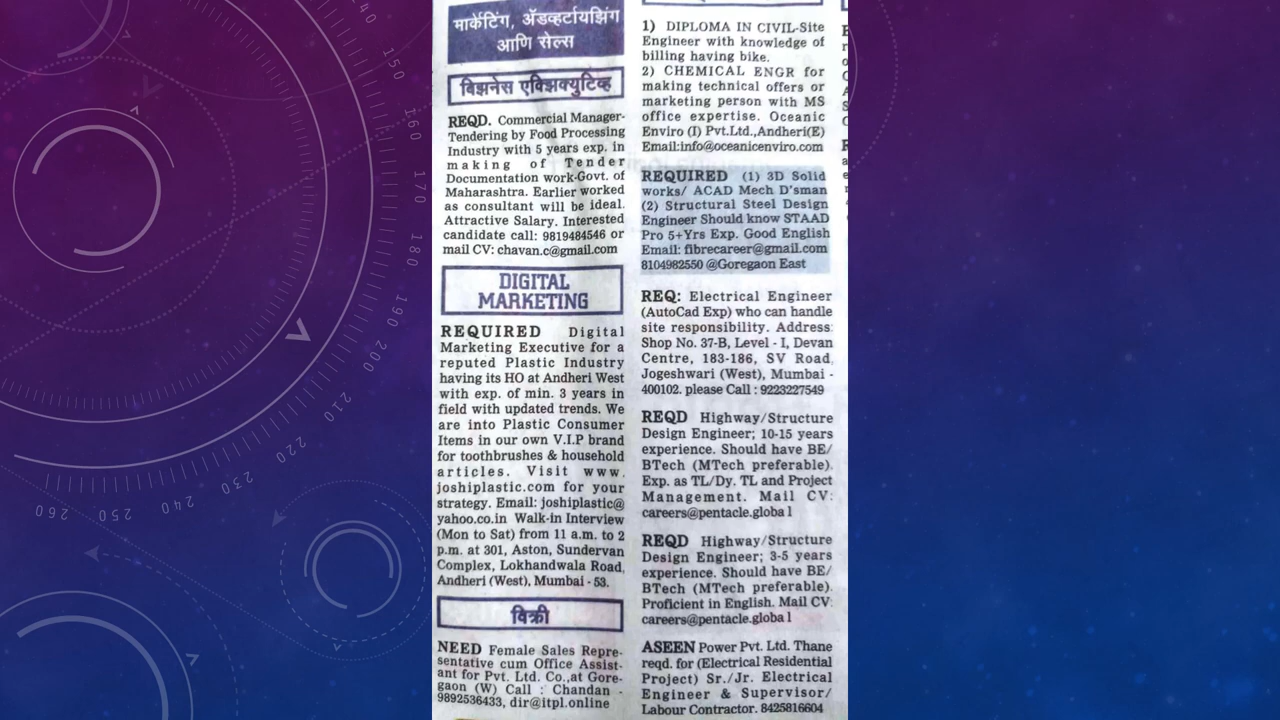 मार्केटिंग, ॲडव्हर्टायझिंग
आणि सेल्स
बिझनेस एक्झिक्युटिव्ह
REQD. Commercial Manager-
Tendering by Food Processing
Industry with 5 years exp. in
making of Tender
Documentation work-Govt. of
Maharashtra. Earlier worked
as consultant will be ideal.
Attractive Salary. Interested
candidate call: 9819484546 or
mail CV: chavan.c@gmail.com
DIGITAL
MARKETING
REQUIRED Digital
Marketing Executive for a
reputed Plastic Industry
having its HO at Andheri West
with exp. of min. 3 years in
field with updated trends. We
are into Plastic Consumer
Items in our own V.I.P brand
for toothbrushes & household
articles. Visit www.
joshiplastic.com for your
strategy. Email: joshiplastic@
yahoo.co.in Walk-in Interview
(Mon to Sat) from 11 a.m. to 2
p.m. at 301, Aston, Sundervan
Complex, Lokhandwala Road,
Andheri (West), Mumbai - 53.
विक्री
NEED Female Sales Repre-
sentative cum Office Assist-
ant for Pvt. Ltd. Co.,at Gore-
gaon (W) Call : Chandan -
9892536433, dir@itpl.online
1) DIPLOMA IN CIVIL-Site
Engineer with knowledge of
billing having bike.
2) CHEMICAL ENGR for
making technical offers or
marketing person with MS
office expertise. Oceanic
Enviro (I) Pvt.Ltd.,Andheri(E)
Email:info@oceanicenviro.com
REQUIRED (1) 3D Solid
works/ ACAD Mech D'sman
(2) Structural Steel Design
Engineer Should know STAAD
Pro 5+Yrs Exp. Good English
Email: fibrecareer@gmail.com
8104982550 @Goregaon East
REQ: Electrical Engineer
(AutoCad Exp) who can handle
site responsibility. Address:
Shop No. 37-B, Level - I, Devan
Centre, 183-186, SV Road,
Jogeshwari (West), Mumbai -
400102. please Call : 9223227549
REQD Highway/Structure
Design Engineer; 10-15 years
experience. Should have BE/
BTech (MTech preferable).
Exp. as TL/Dy. TL and Project
Management. Mail CV:
careers@pentacle.globa l
REQD Highway/Structure
Design Engineer; 3-5 years
experience. Should have BE/
BTech (MTech preferable).
Proficient in English. Mail CV:
careers@pentacle.globa l
ASEEN Power Pvt. Ltd. Thane
reqd. for (Electrical Residential
Project) Sr./Jr. Electrical
Engineer & Supervisor/
Labour Contractor. 8425816604
140
150
160
170
180
190
200
210
220
230
240
250
260